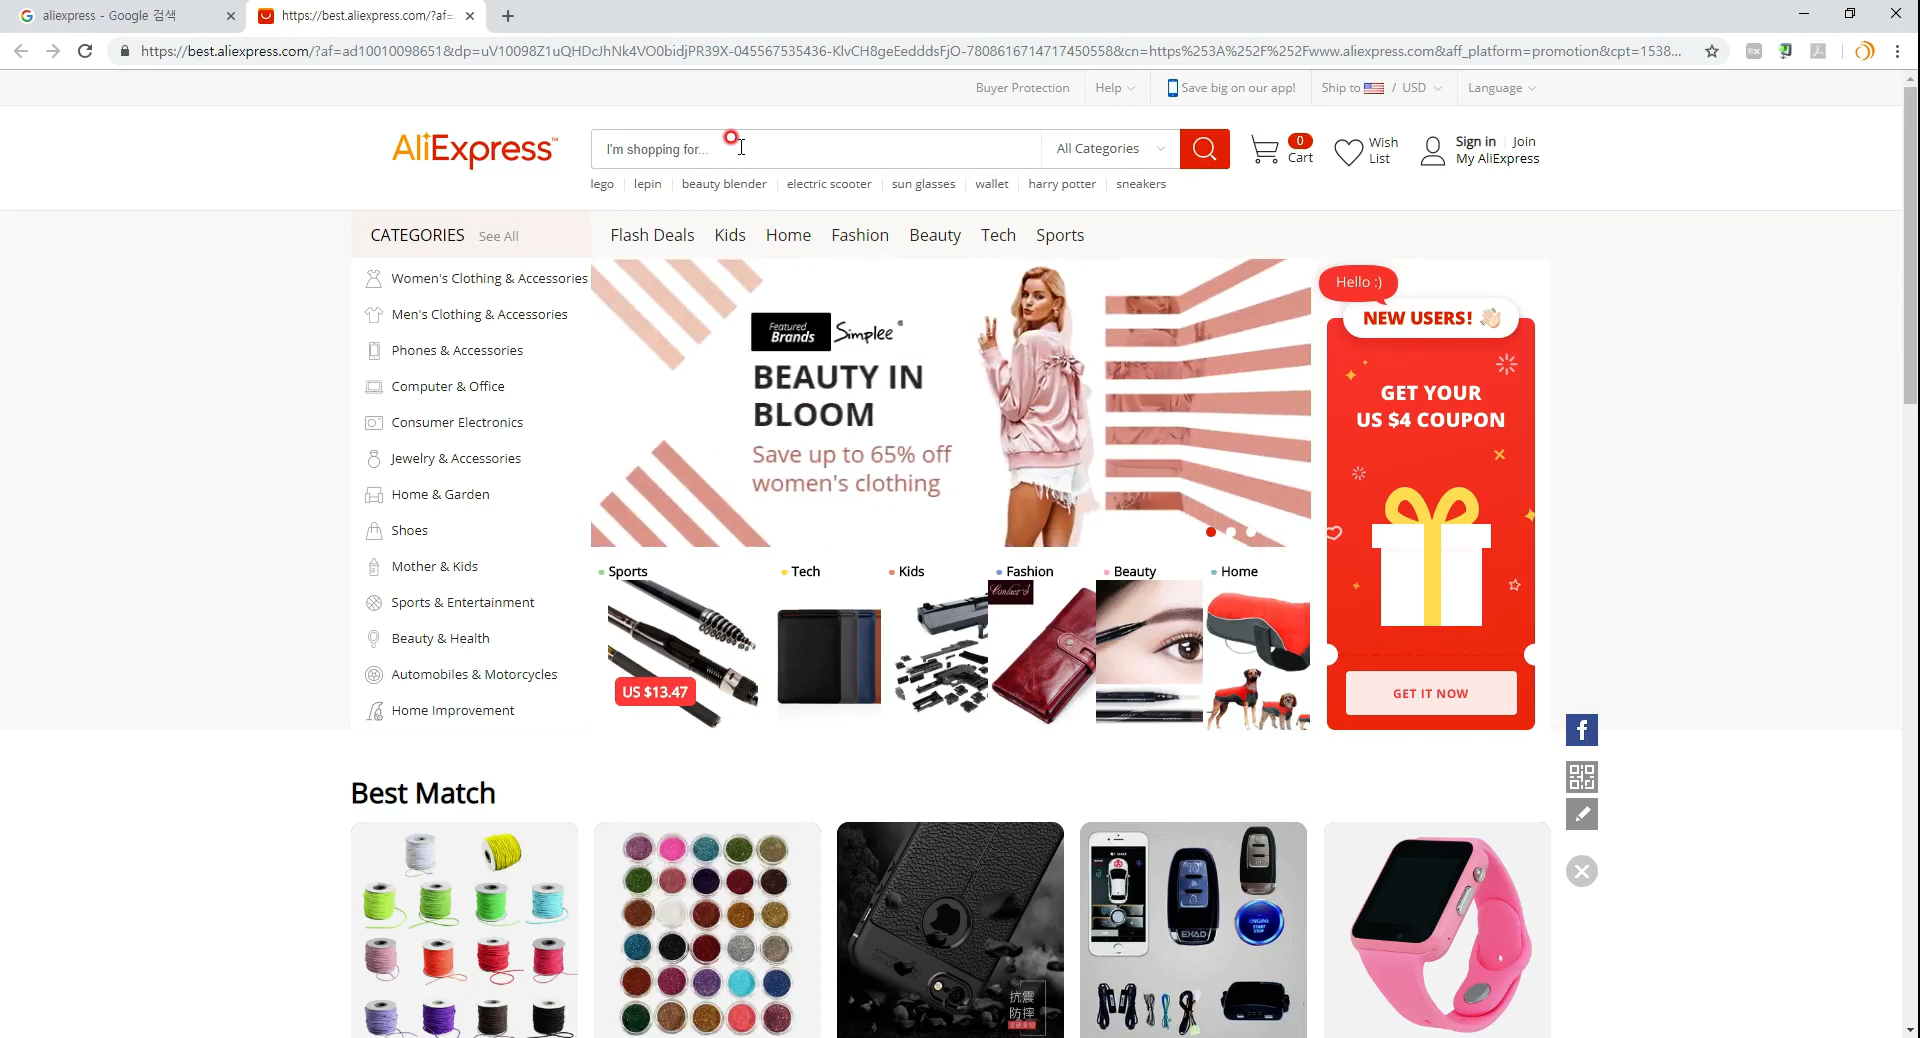 aliexpress - Google 검색
https://best.aliexpress.com/?af=
https://best.aliexpress.com/?af=ad10010098651&dp=uV10098Z1uQHDcJhNk4VO0bidjPR39X-045567535436-KlvCH8geEedddsFjO-7808616714717450558&cn=https%253A%252F%252Fwww.aliexpress.com&aff_platform=promotion&cpt=1538...
Buyer Protection
Help
Save big on our app!
Ship to / USD
Language
AliExpress™
I'm shopping for...
All Categories
0
Cart
Wish
List
Sign in
Join
My AliExpress
lego
lepin
beauty blender
electric scooter
sun glasses
wallet
harry potter
sneakers
CATEGORIES See All
Flash Deals
Kids
Home
Fashion
Beauty
Tech
Sports
Women's Clothing & Accessories
Men's Clothing & Accessories
Phones & Accessories
Computer & Office
Consumer Electronics
Jewelry & Accessories
Home & Garden
Shoes
Mother & Kids
Sports & Entertainment
Beauty & Health
Automobiles & Motorcycles
Home Improvement
Featured
Brands
Simplee®
BEAUTY IN
BLOOM
Save up to 65% off
women's clothing
Hello :)
NEW USERS!
GET YOUR
US $4 COUPON
GET IT NOW
Sports
Tech
Kids
Fashion
Beauty
Home
US $13.47
Contact's
f
Best Match
抗震
防摔
EKAD
ENGINE
START
STOP